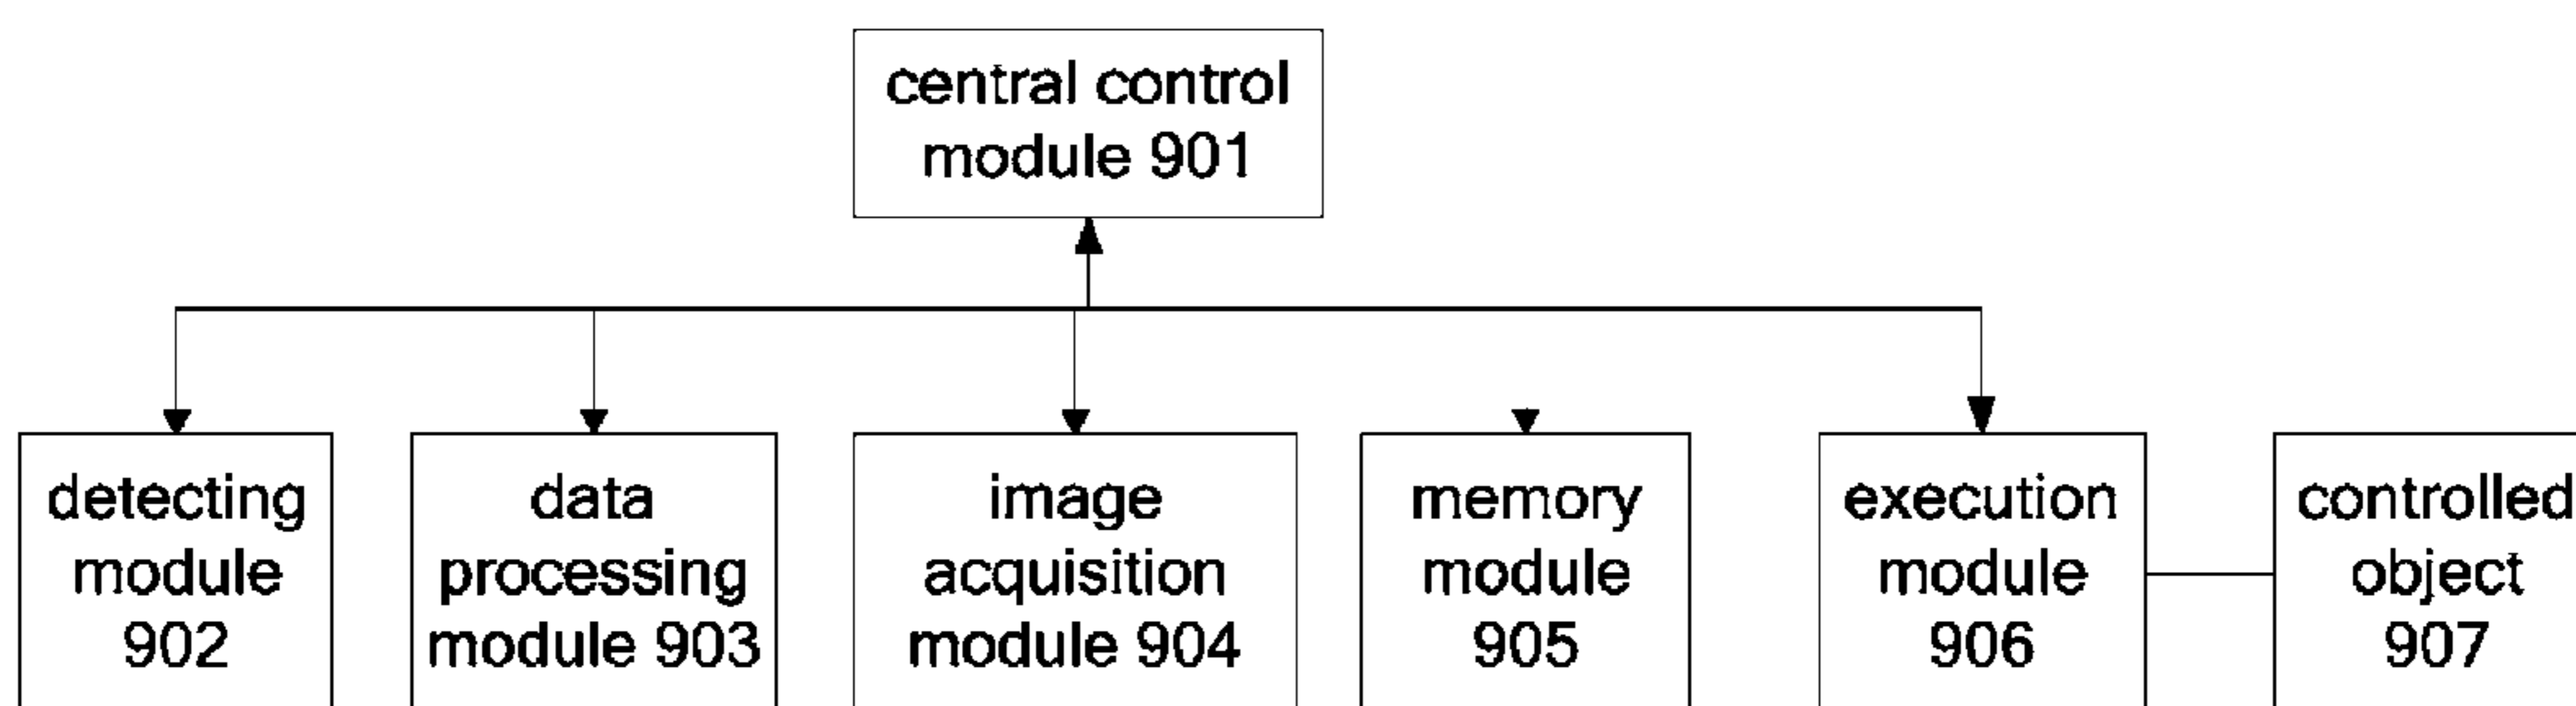 central control
module 901
detecting
module
902
data
processing
module 903
image
acquisition
module 904
memory
module
905
execution
module
906
controlled
object
907